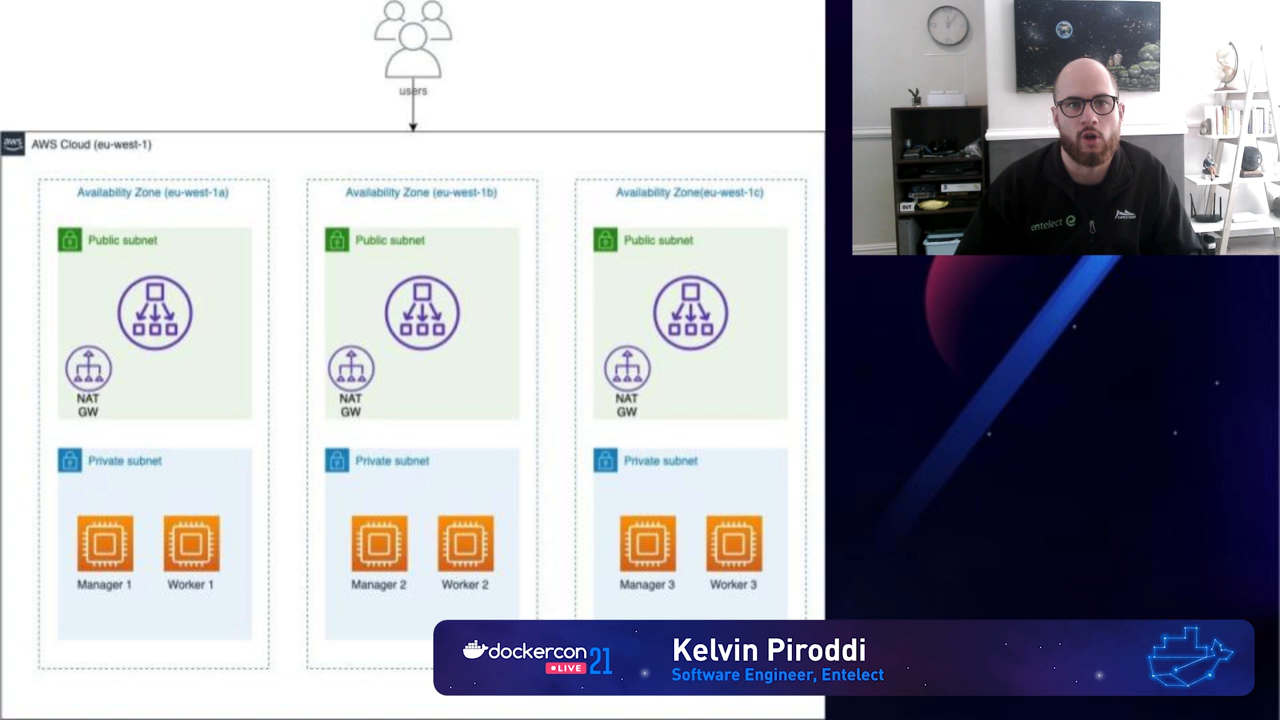 users
aws
AWS Cloud (eu-west-1)
Availability Zone (eu-west-1a)
Availability Zone (eu-west-1b)
Availability Zone(eu-west-1c)
Public subnet
Public subnet
Public subnet
NAT
GW
NAT
GW
NAT
GW
Private subnet
Private subnet
Private subnet
Manager 1
Worker 1
Manager 2
Worker 2
Manager 3
Worker 3
entelect
OUT
dockercon
LIVE
21
Kelvin Piroddi
Software Engineer, Entelect